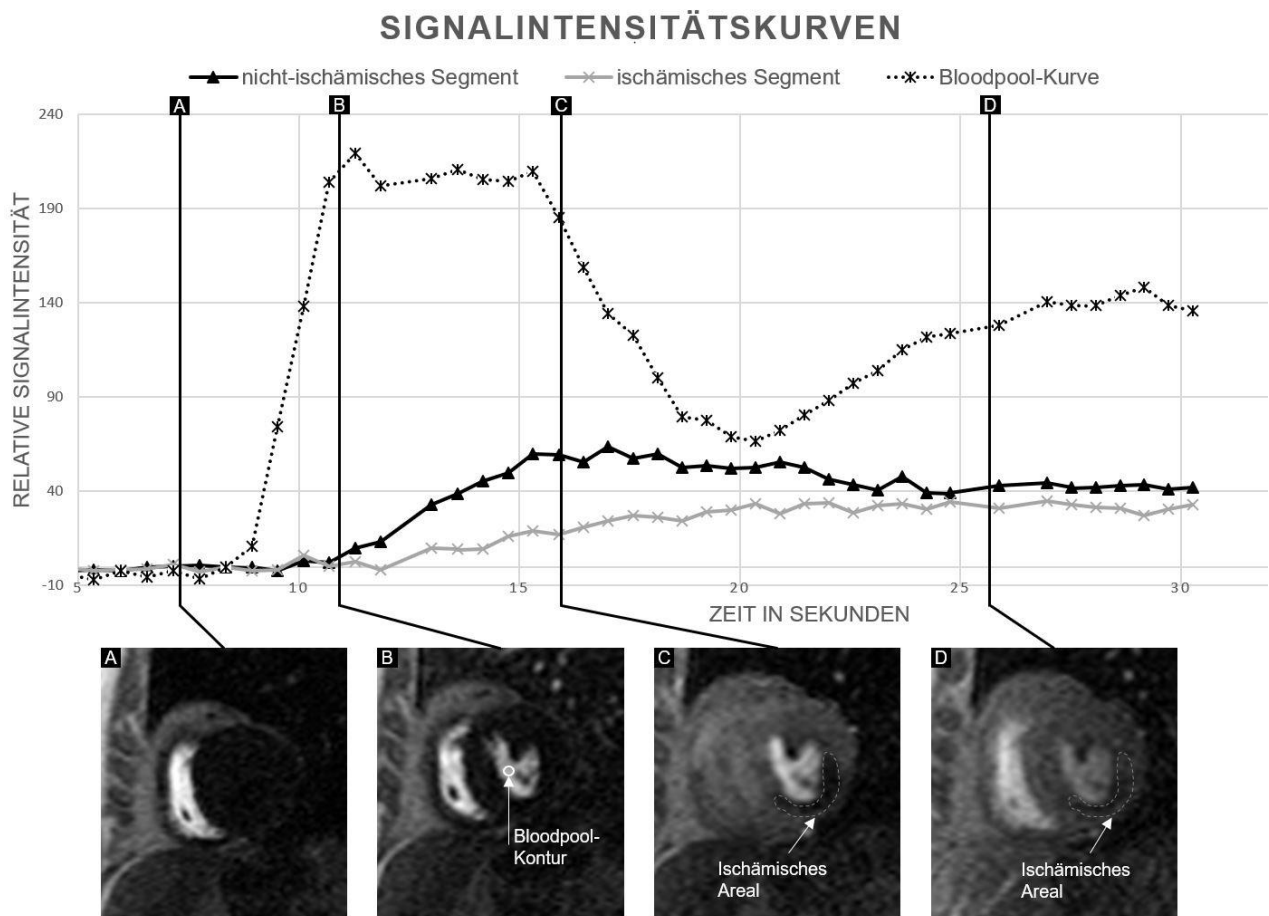 SIGNALINTENSITÄTSKURVEN
nicht-ischämisches Segment ischämisches Segment Bloodpool-Kurve
A B C D
240
190
140
90
40
-10
RELATIVE SIGNALINTENSITÄT
5 10 15 20 25 30
ZEIT IN SEKUNDEN
A B C D
Bloodpool-
Kontur
Ischämisches
Areal
Ischämisches
Areal